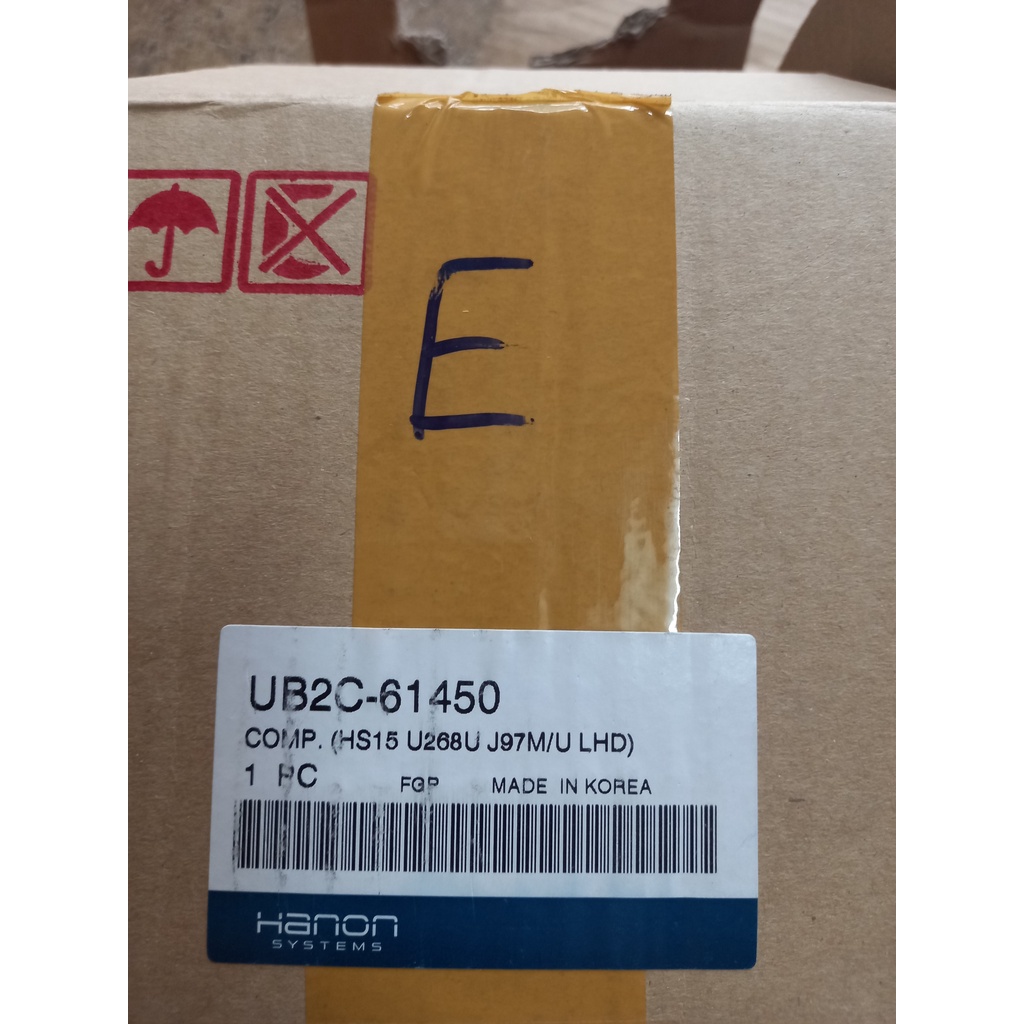 E
UB2C-61450
COMP. (HS15 U268U J97M/U LHD)
1 PC FGP MADE IN KOREA
Hanon
SYSTEMS